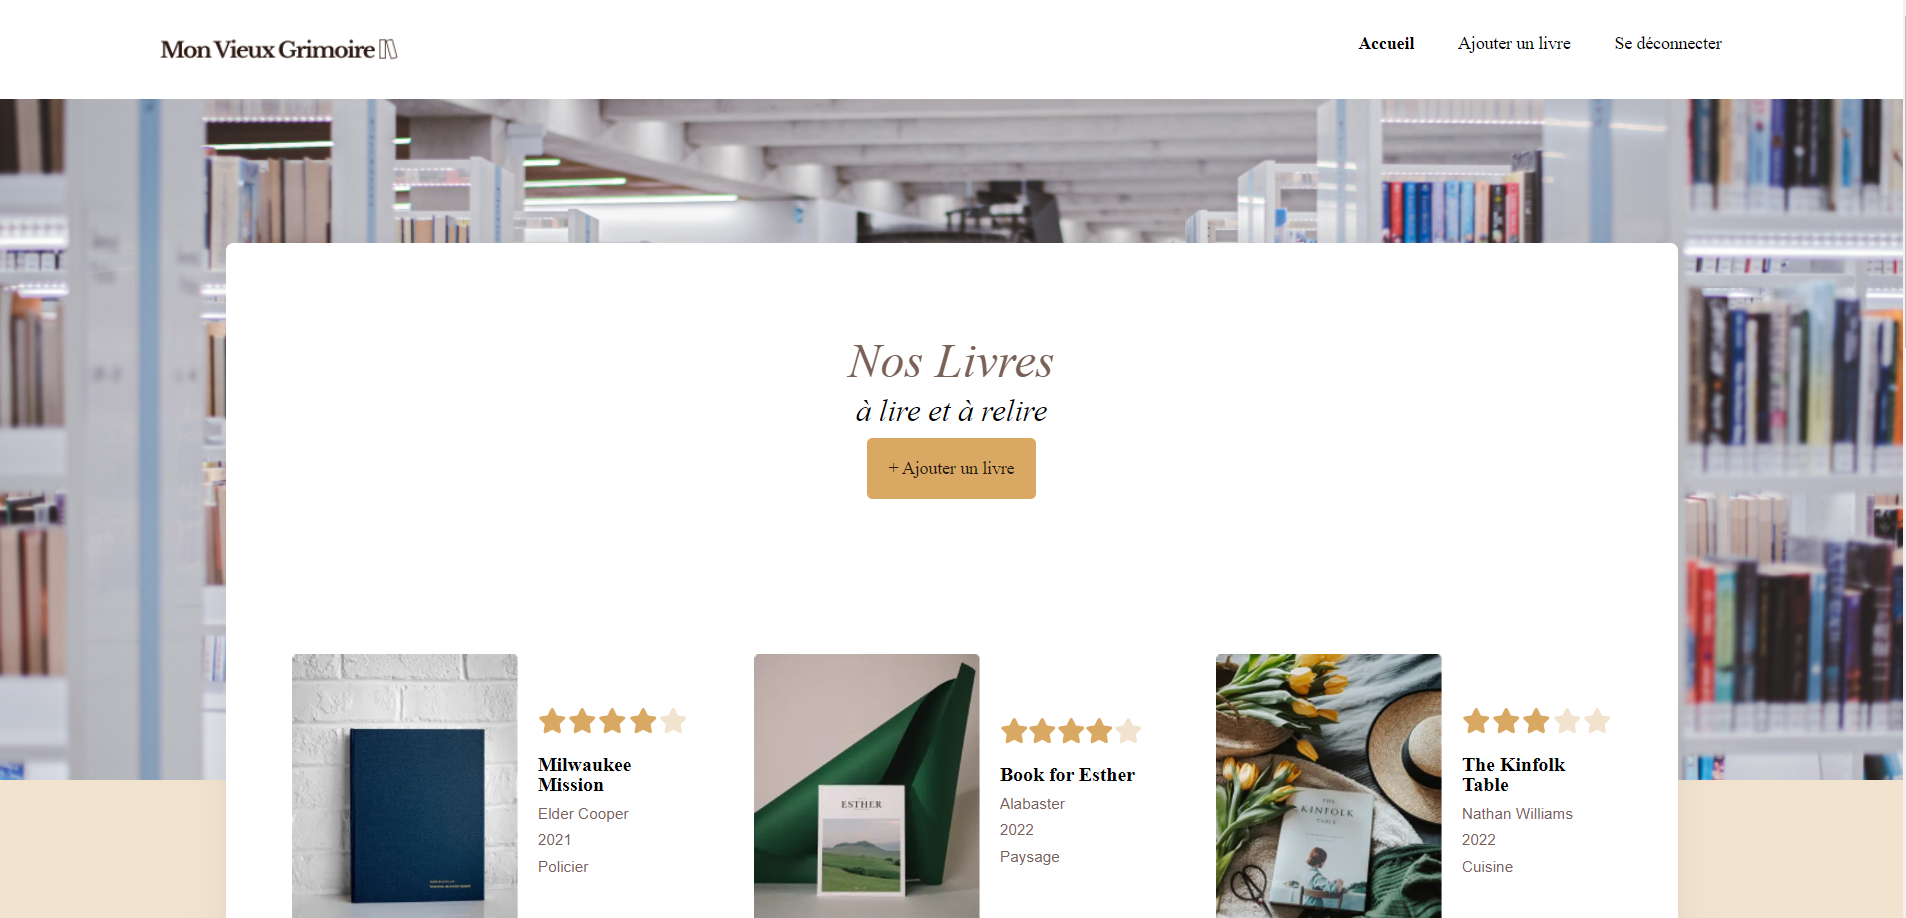 Mon Vieux Grimoire
Accueil
Ajouter un livre
Se déconnecter
Nos Livres
à lire et à relire
+ Ajouter un livre
Milwaukee
Mission
Elder Cooper
2021
Policier
ESTHER
Book for Esther
Alabaster
2022
Paysage
THE
KINFOLK
TABLE
The Kinfolk
Table
Nathan Williams
2022
Cuisine